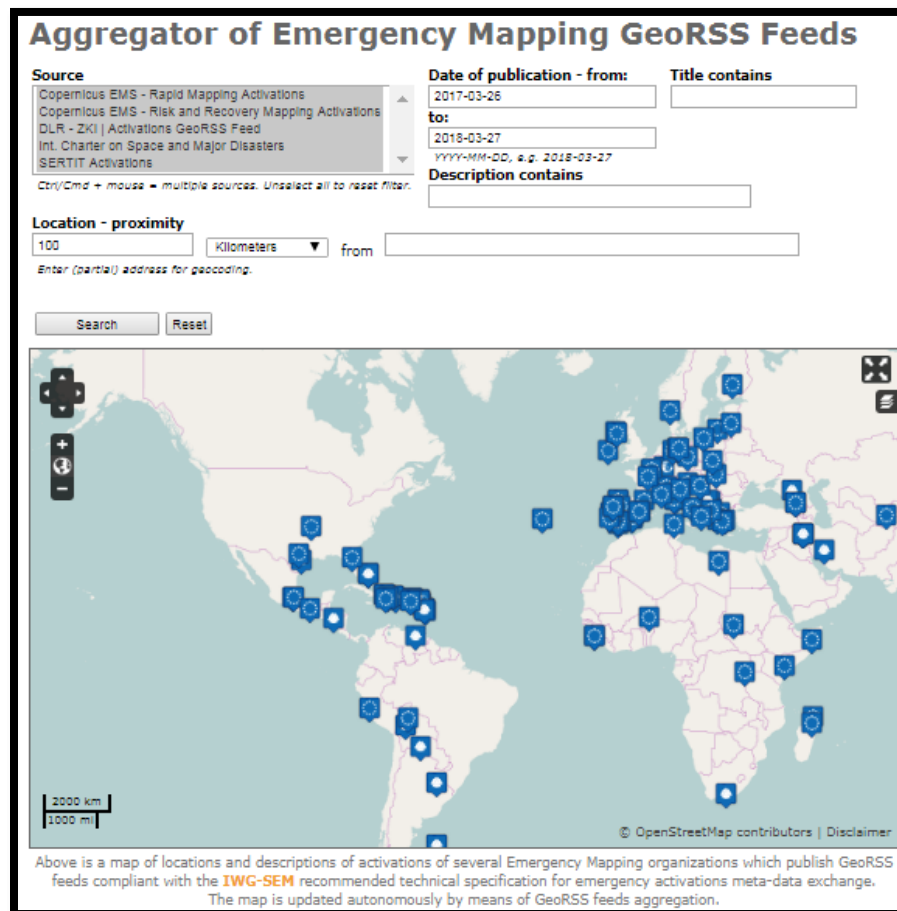 Aggregator of Emergency Mapping GeoRSS Feeds
Source
Copernicus EMS - Rapid Mapping Activations
Copernicus EMS - Risk and Recovery Mapping Activations
DLR - ZKI | Activations GeoRSS Feed
Int. Charter on Space and Major Disasters
SERTIT Activations
Ctrl/Cmd + mouse = multiple sources. Unselect all to reset filter.
Date of publication - from:
2017-03-26
to:
2018-03-27
YYYY-MM-DD, e.g. 2018-03-27
Title contains
Description contains
Location - proximity
100 Kilometers from
Enter (partial) address for geocoding.
Search Reset
2000 km
1000 mi
© OpenStreetMap contributors | Disclaimer
Above is a map of locations and descriptions of activations of several Emergency Mapping organizations which publish GeoRSS
feeds compliant with the IWG-SEM recommended technical specification for emergency activations meta-data exchange.
The map is updated autonomously by means of GeoRSS feeds aggregation.